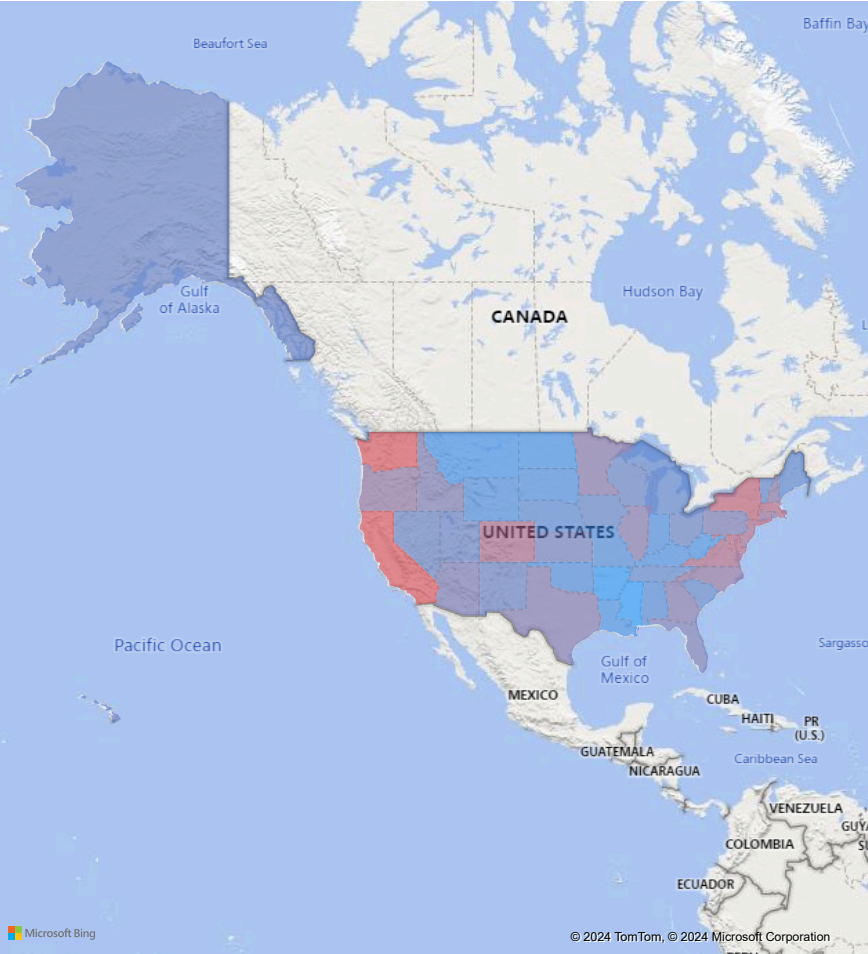 Baffin Bay
Beaufort Sea
Gulf
of Alaska
Hudson Bay
CANADA
UNITED STATES
Pacific Ocean
Gulf of
Mexico
Sargasso
MEXICO
CUBA
HAITI
PR
(U.S.)
GUATEMALA
Caribbean Sea
NICARAGUA
VENEZUELA
GUYA
COLOMBIA
ECUADOR
Microsoft Bing
© 2024 TomTom, © 2024 Microsoft Corporation